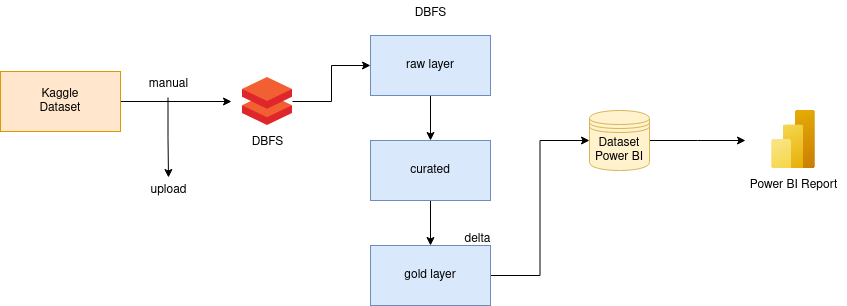 DBFS
raw layer
manual
Kaggle
Dataset
DBFS
upload
curated
delta
gold layer
Dataset
Power BI
Power BI Report